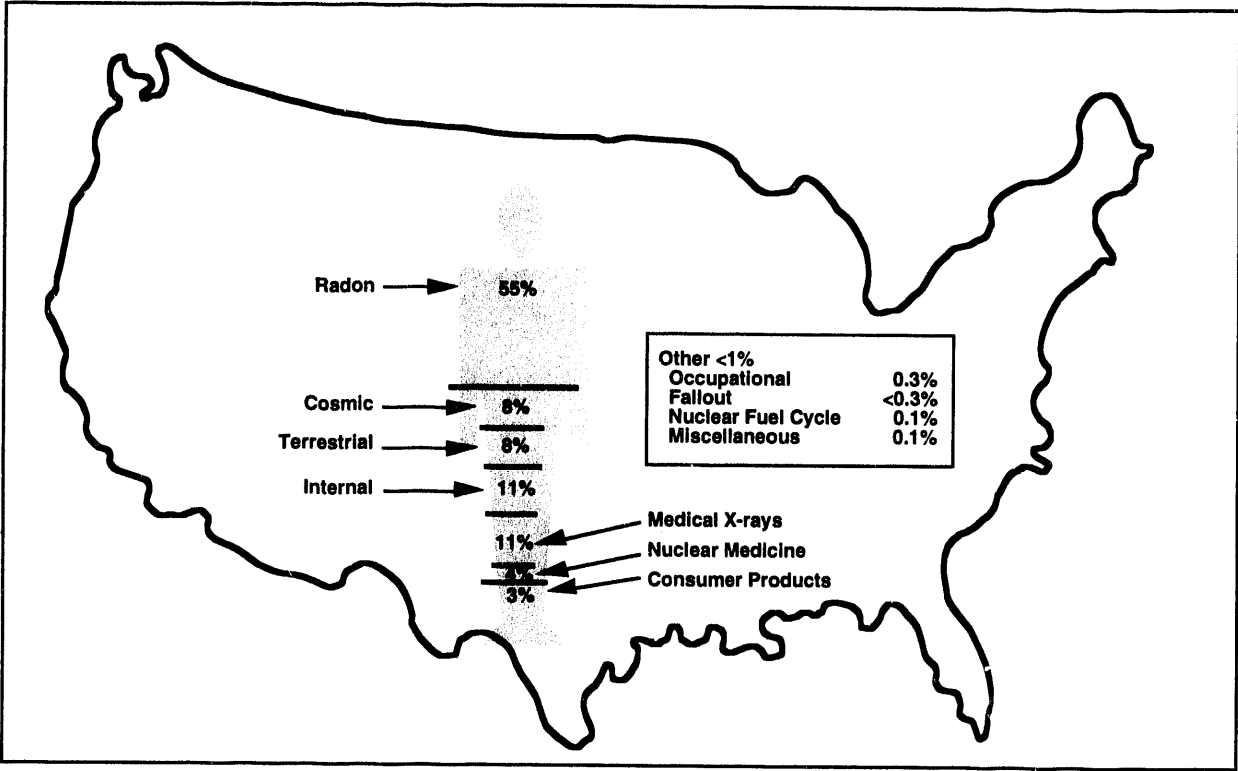 Radon 55%
Cosmic 8%
Terrestrial 8%
Internal 11%
Other <1%
Occupational 0.3%
Fallout <0.3%
Nuclear Fuel Cycle 0.1%
Miscellaneous 0.1%
11% Medical X-rays
4% Nuclear Medicine
3% Consumer Products